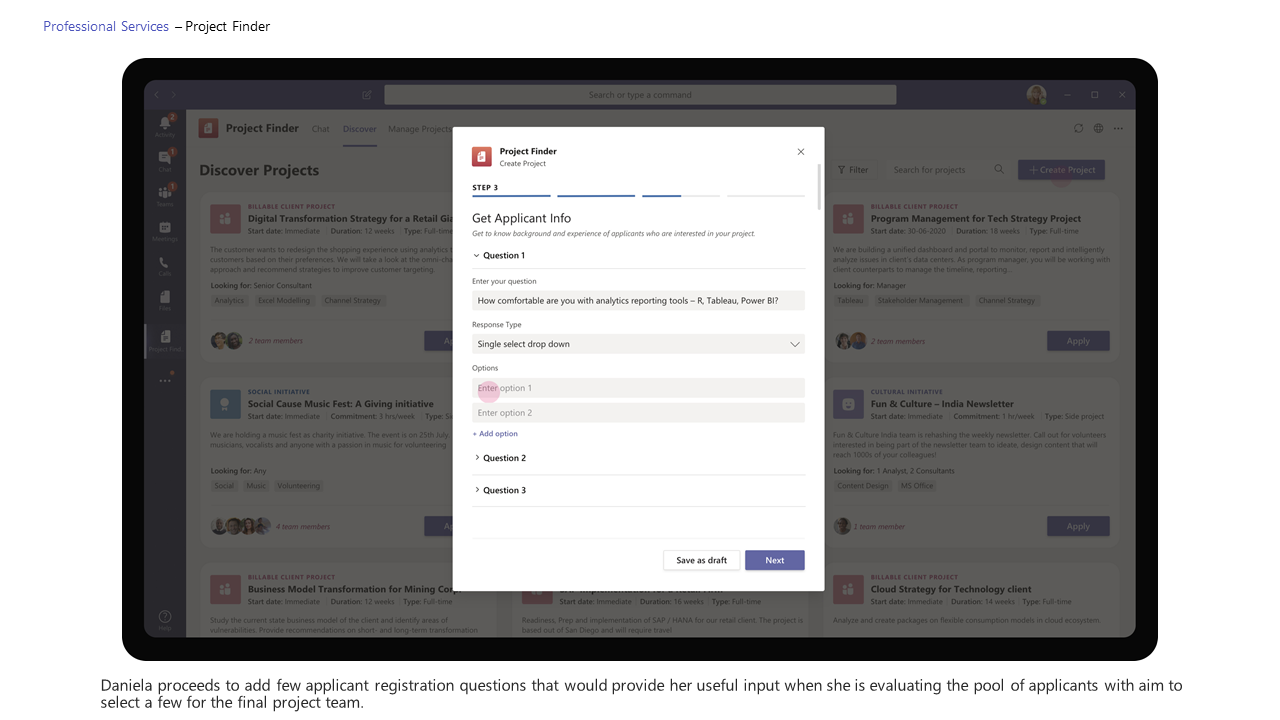 Professional Services – Project Finder
Search or type a command
2
Activity
1
Chat
1
Teams
Meetings
Calls
Files
Project Find
Help
Project Finder Chat Discover Manage Projects
Discover Projects
Filter
Search for projects
+ Create Project
BILLABLE CLIENT PROJECT
Digital Transformation Strategy for a Retail Gia
Start date: Immediate Duration: 12 weeks Type: Full-time
The customer wants to redesign the shopping experience using analytics t
customers based on their preferences. We will take a look at the omni-cha
approach and recommend strategies to improve customer targeting.
Looking for: Senior Consultant
Analytics Excel Modelling Channel Strategy
2 team members
Ap
BILLABLE CLIENT PROJECT
Program Management for Tech Strategy Project
Start date: 30-06-2020 Duration: 18 weeks Type: Full-time
We are building a unified dashboard and portal to monitor, report and intelligently
analyze issues in client's data centers. As program manager, you will be working with
client counterparts to manage the timeline, reporting...
Looking for: Manager
Tableau Stakeholder Management Channel Strategy
2 team members
Apply
SOCIAL INITIATIVE
Social Cause Music Fest: A Giving initiative
Start date: Immediate Commitment: 3 hrs/week Type: Si
We are holding a music fest as charity initiative. The event is on 25th July.
musicians, vocalists and anyone with a passion in music for volunteering
Looking for: Any
Social Music Volunteering
4 team members
Ap
CULTURAL INITIATIVE
Fun & Culture – India Newsletter
Start date: Immediate Commitment: 1 hr/week Type: Side project
Fun & Culture India team is rehashing the weekly newsletter. Call out for volunteers
interested in being part of the newsletter team to ideate, design content that will
reach 1000s of your colleagues!
Looking for: 1 Analyst, 2 Consultants
Content Design MS Office
1 team member
Apply
BILLABLE CLIENT PROJECT
Business Model Transformation for Mining Corp
Start date: Immediate Duration: 12 weeks Type: Full-time
Study the current state business model of the client and identify areas of
vulnerabilities. Provide recommendations on short- and long-term transformation
Start date: Immediate Duration: 16 weeks Type: Full-time
Readiness, Prep and implementation of SAP / HANA for our retail client. The project is
based out of San Diego and will require travel
BILLABLE CLIENT PROJECT
Cloud Strategy for Technology client
Start date: Immediate Duration: 14 weeks Type: Full-time
Analyze and create packages on flexible consumption models in cloud ecosystem.
Project Finder
Create Project
STEP 3
Get Applicant Info
Get to know background and experience of applicants who are interested in your project.
Question 1
Enter your question
How comfortable are you with analytics reporting tools – R, Tableau, Power BI?
Response Type
Single select drop down
Options
Enter option 1
Enter option 2
+ Add option
Question 2
Question 3
Save as draft Next
Daniela proceeds to add few applicant registration questions that would provide her useful input when she is evaluating the pool of applicants with aim to
select a few for the final project team.